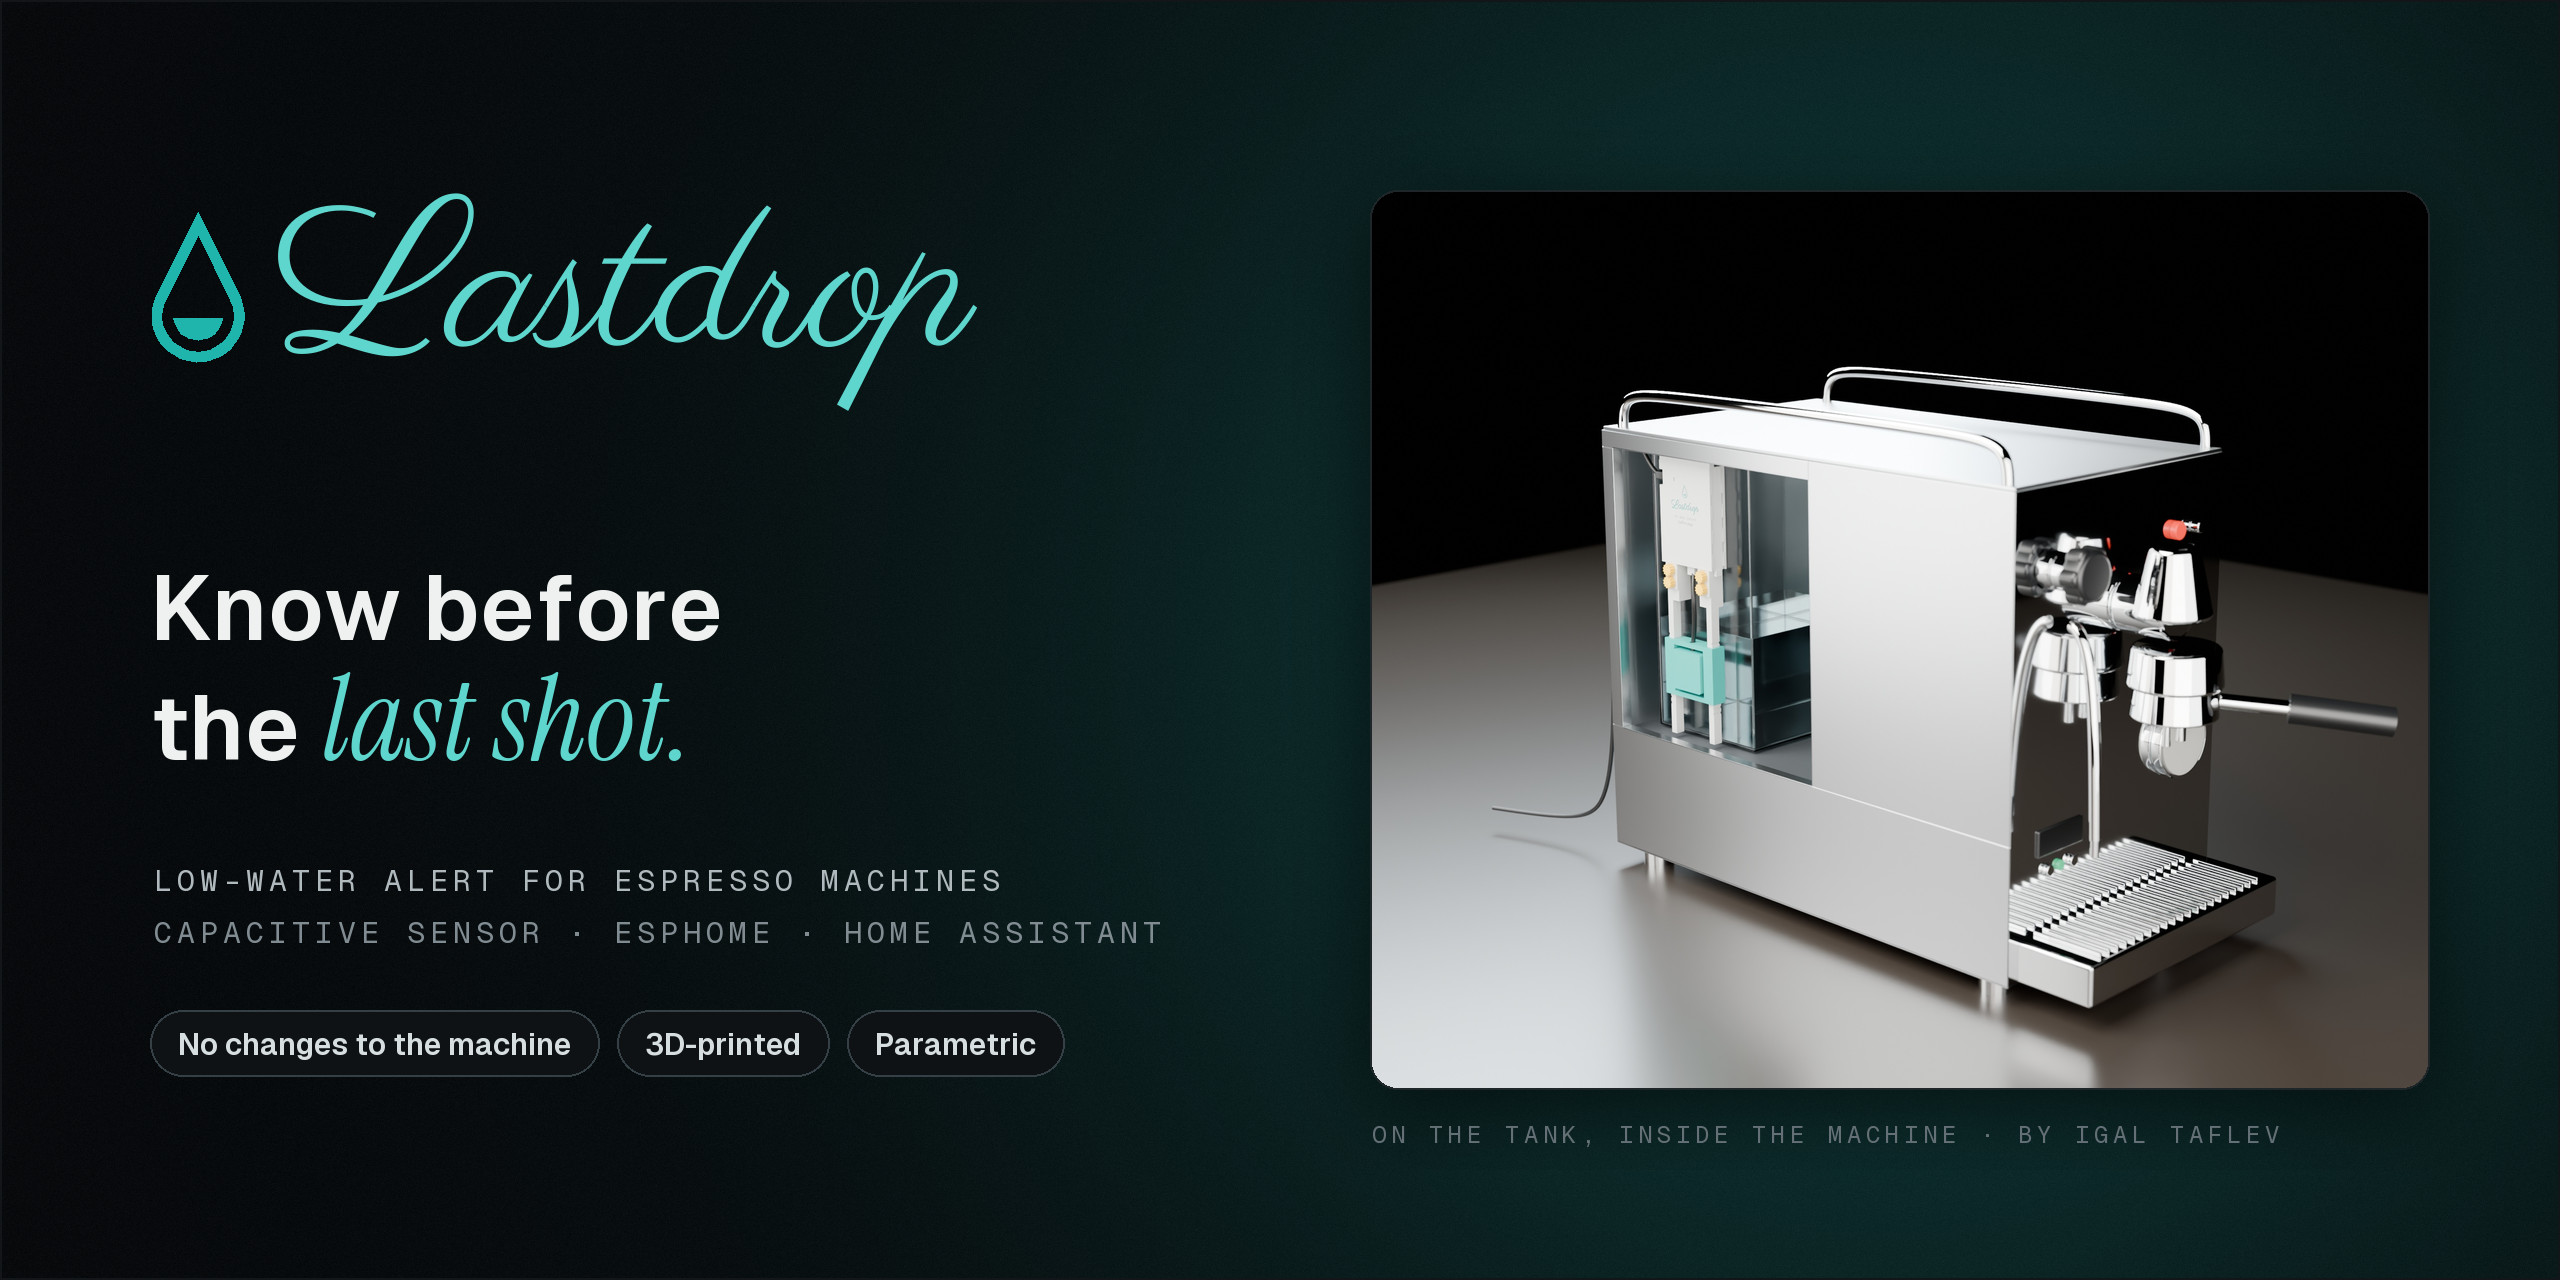 Lastdrop
Know before
the last shot.
LOW-WATER ALERT FOR ESPRESSO MACHINES
CAPACITIVE SENSOR · ESPHOME · HOME ASSISTANT
No changes to the machine
3D-printed
Parametric
Lastdrop
ON THE TANK, INSIDE THE MACHINE · BY IGAL TAFLEV